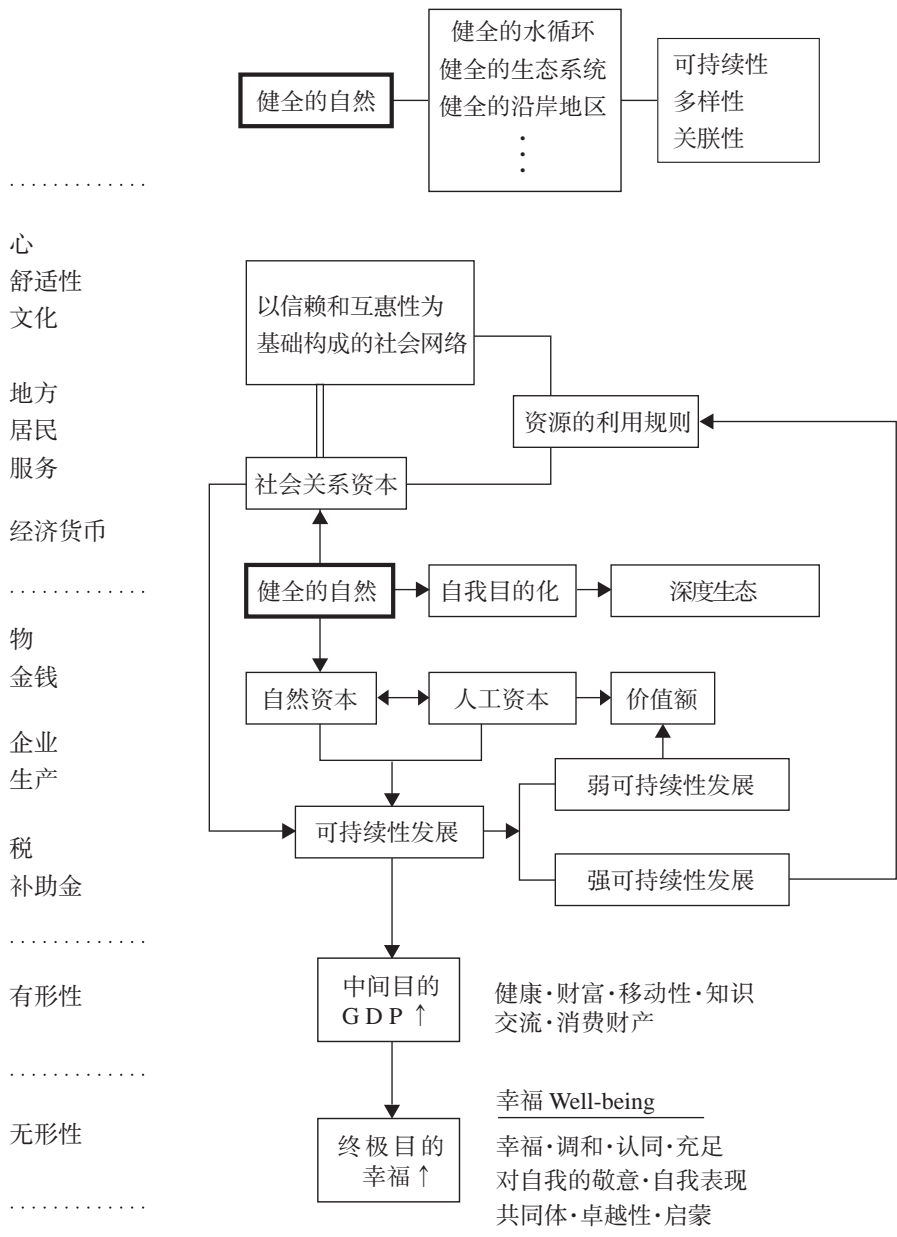 健全的自然
健全的水循环
健全的生态系统
健全的沿岸地区
⋮
可持续性
多样性
关联性
.............
心
舒适性
文化
以信赖和互惠性为
基础构成的社会网络
地方
居民
服务
资源的利用规则
社会关系资本
经济货币
健全的自然
自我目的化
深度生态
.............
物
金钱
自然资本
人工资本
价值额
企业
生产
弱可持续性发展
可持续性发展
税
补助金
强可持续性发展
.............
有形性
中间目的
GDP↑
健康·财富·移动性·知识
交流·消费财产
.............
无形性
终极目的
幸福↑
幸福 Well-being
幸福·调和·认同·充足
对自我的敬意·自我表现
共同体·卓越性·启蒙
.............